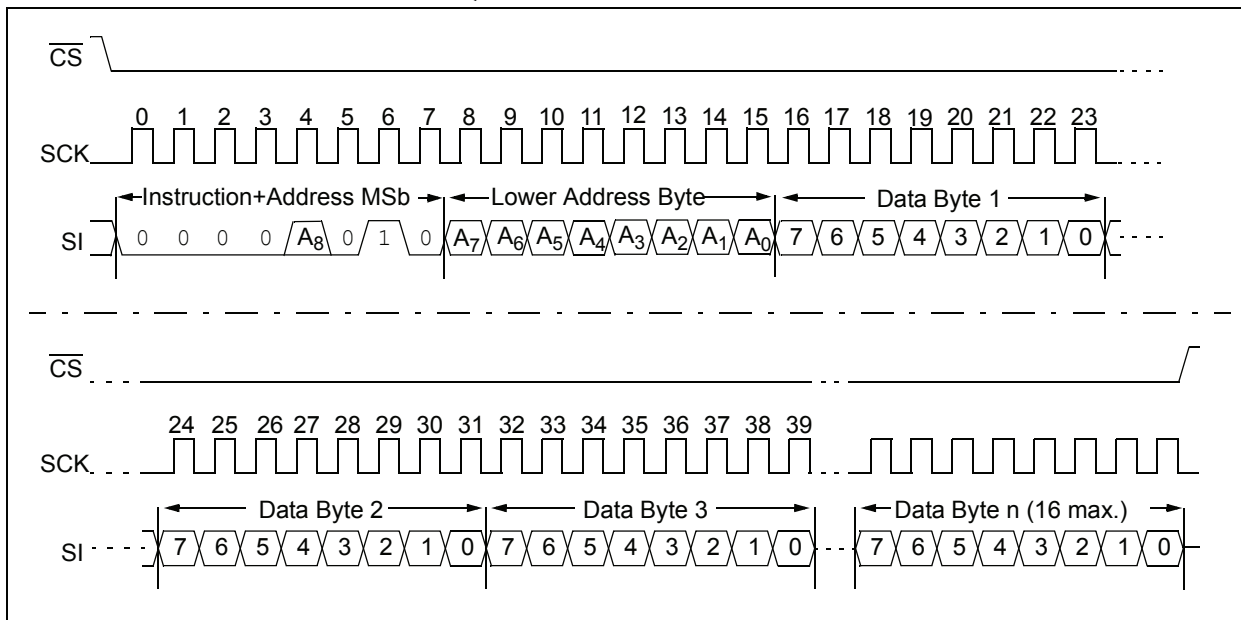 CS
0 1 2 3 4 5 6 7 8 9 10 11 12 13 14 15 16 17 18 19 20 21 22 23
SCK
Instruction+Address MSb Lower Address Byte Data Byte 1
SI 0 0 0 0 A8 0 1 0 A7 A6 A5 A4 A3 A2 A1 A0 7 6 5 4 3 2 1 0
CS
24 25 26 27 28 29 30 31 32 33 34 35 36 37 38 39
SCK
Data Byte 2 Data Byte 3 Data Byte n (16 max.)
SI 7 6 5 4 3 2 1 0 7 6 5 4 3 2 1 0 7 6 5 4 3 2 1 0